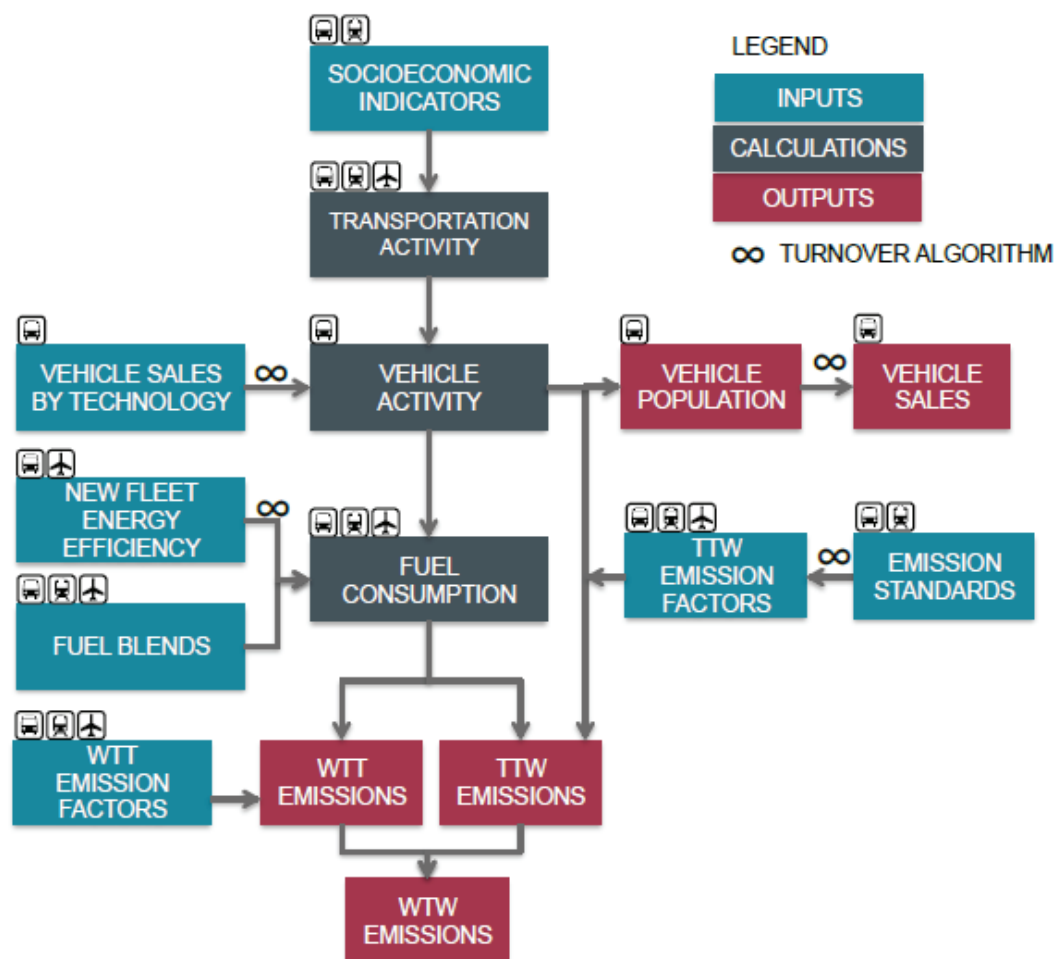 SOCIOECONOMIC
INDICATORS
LEGEND
INPUTS
CALCULATIONS
OUTPUTS
∞ TURNOVER ALGORITHM
TRANSPORTATION
ACTIVITY
VEHICLE SALES
BY TECHNOLOGY
∞
VEHICLE
ACTIVITY
VEHICLE
POPULATION
∞
VEHICLE
SALES
NEW FLEET
ENERGY
EFFICIENCY
∞
FUEL
CONSUMPTION
TTW
EMISSION
FACTORS
∞
EMISSION
STANDARDS
FUEL BLENDS
WTT
EMISSION
FACTORS
WTT
EMISSIONS
TTW
EMISSIONS
WTW
EMISSIONS